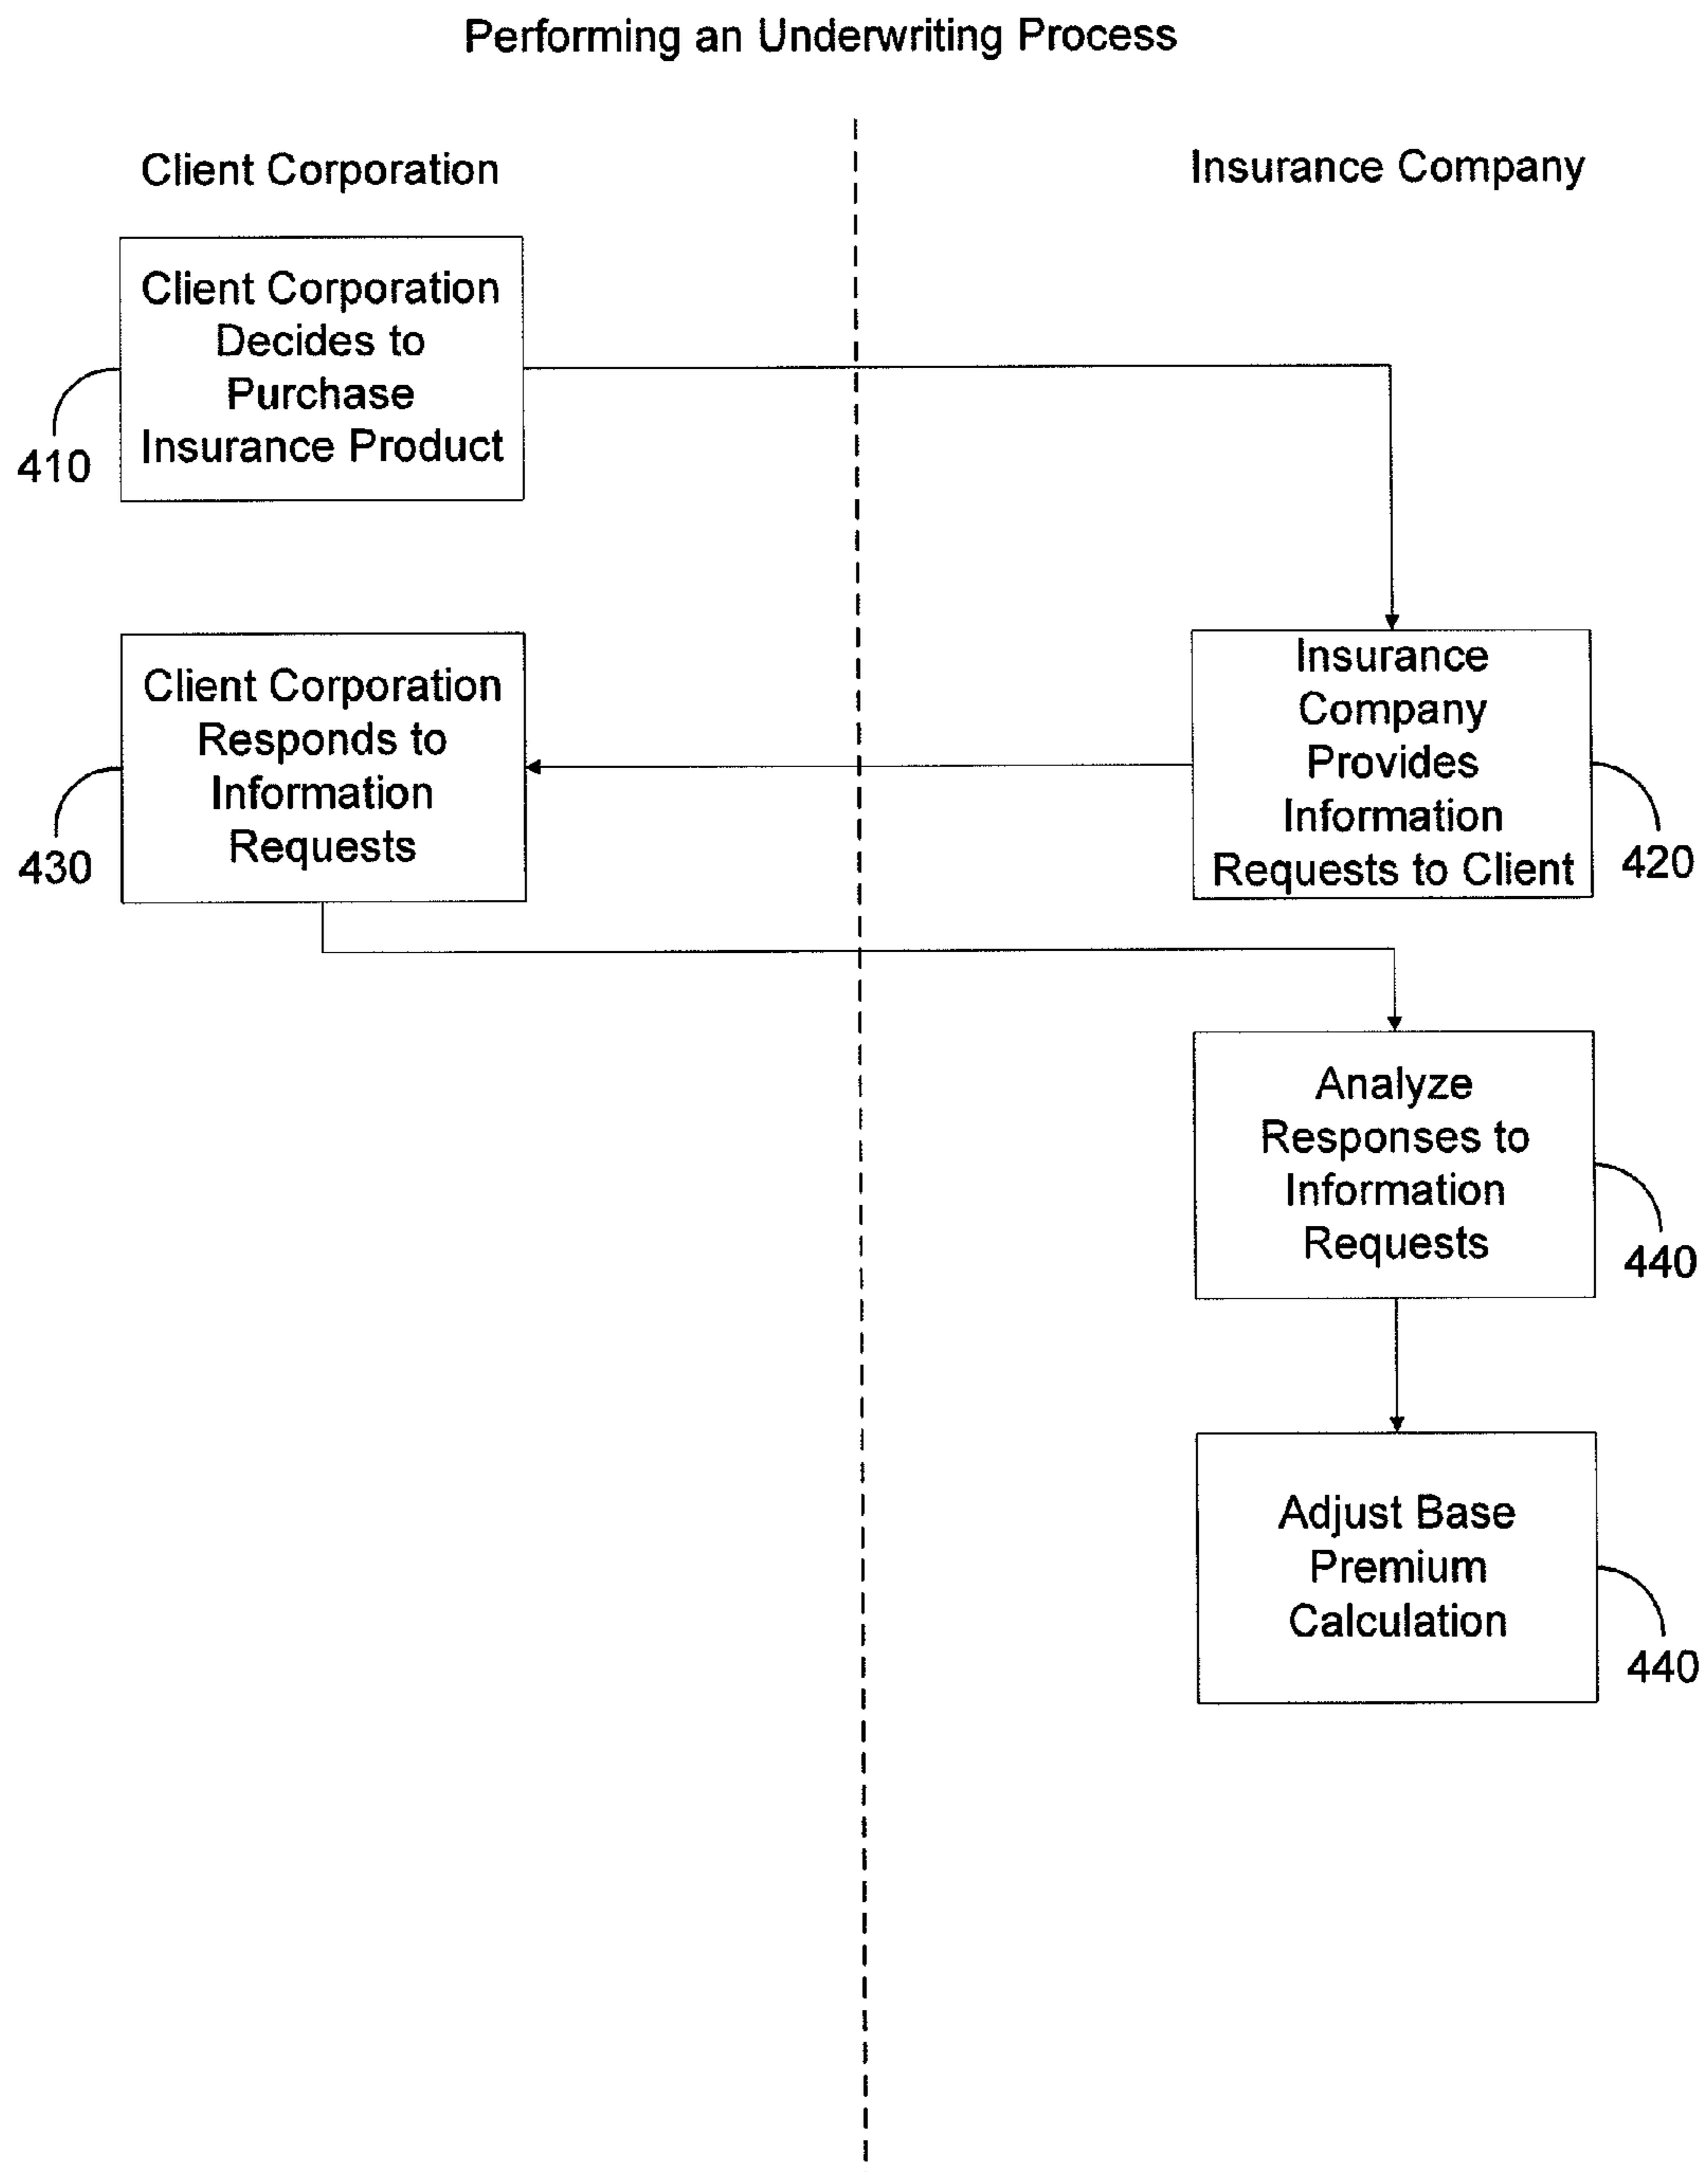 Performing an Underwriting Process
Client Corporation
Insurance Company
Client Corporation
Decides to
Purchase
Insurance Product
410
Insurance
Company
Provides
Information
Requests to Client
420
Client Corporation
Responds to
Information
Requests
430
Analyze
Responses to
Information
Requests
440
Adjust Base
Premium
Calculation
440